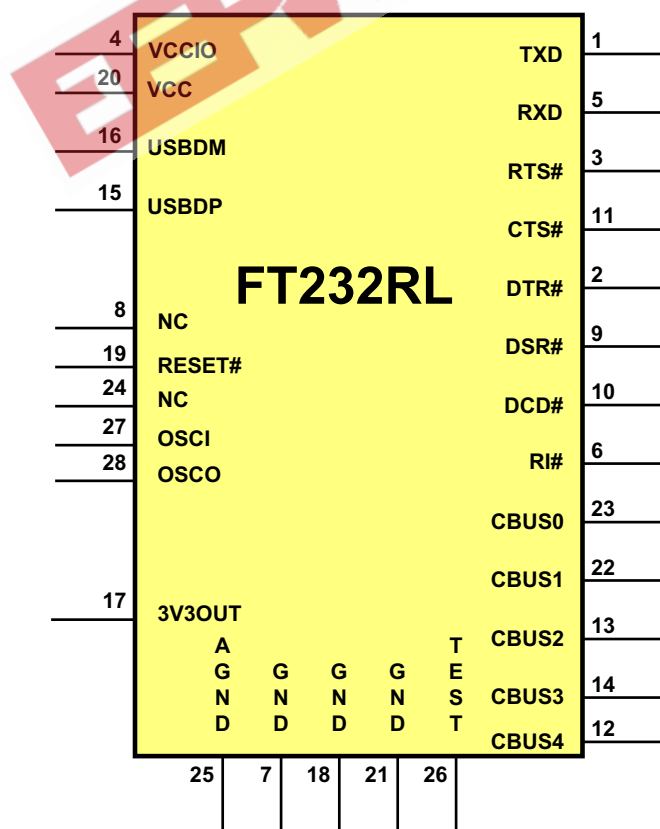 4 VCCIO
20 VCC
16 USBDM
15 USBDP
8 NC
19 RESET#
24 NC
27 OSCI
28 OSCO
17 3V3OUT
FT232RL
TXD 1
RXD 5
RTS# 3
CTS# 11
DTR# 2
DSR# 9
DCD# 10
RI# 6
CBUS0 23
CBUS1 22
CBUS2 13
CBUS3 14
CBUS4 12
AGND 25
GND 7
GND 18
GND 21
TEST 26